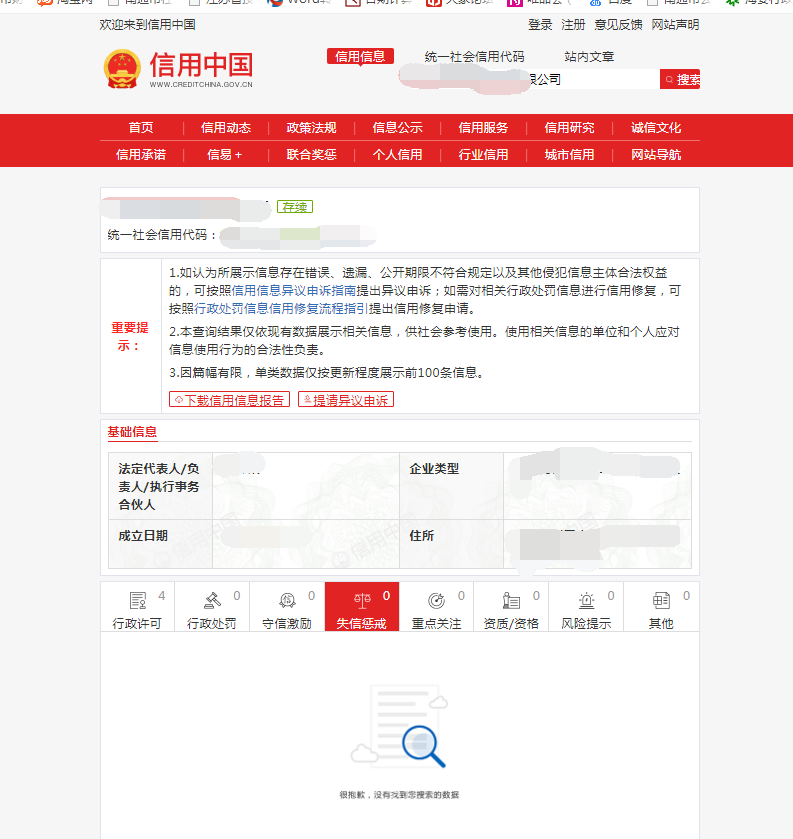 淘宝网
欢迎来到信用中国
登录 注册 意见反馈 网站声明
信用中国
WWW.CREDITCHINA.GOV.CN
信用信息 统一社会信用代码 站内文章
公司
搜索
首页 信用动态 政策法规 信息公示 信用服务 信用研究 诚信文化
信用承诺 信易+ 联合奖惩 个人信用 行业信用 城市信用 网站导航
存续
统一社会信用代码：
重要提示：
1.如认为所展示信息存在错误、遗漏、公开期限不符合规定以及其他侵犯信息主体合法权益
的，可按照信用信息异议申诉指南提出异议申诉；如需对相关行政处罚信息进行信用修复，可
按照行政处罚信息信用修复流程指引提出信用修复申请。
2.本查询结果仅依现有数据展示相关信息，供社会参考使用。使用相关信息的单位和个人应对
信息使用行为的合法性负责。
3.因篇幅有限，单类数据仅按更新程度展示前100条信息。
下载信用信息报告 提请异议申诉
基础信息
法定代表人/负
责人/执行事务
合伙人
企业类型
成立日期 住所
4 0 0 0 0 0 0 0
行政许可 行政处罚 守信激励 失信惩戒 重点关注 资质/资格 风险提示 其他
很抱歉，没有找到您搜索的数据